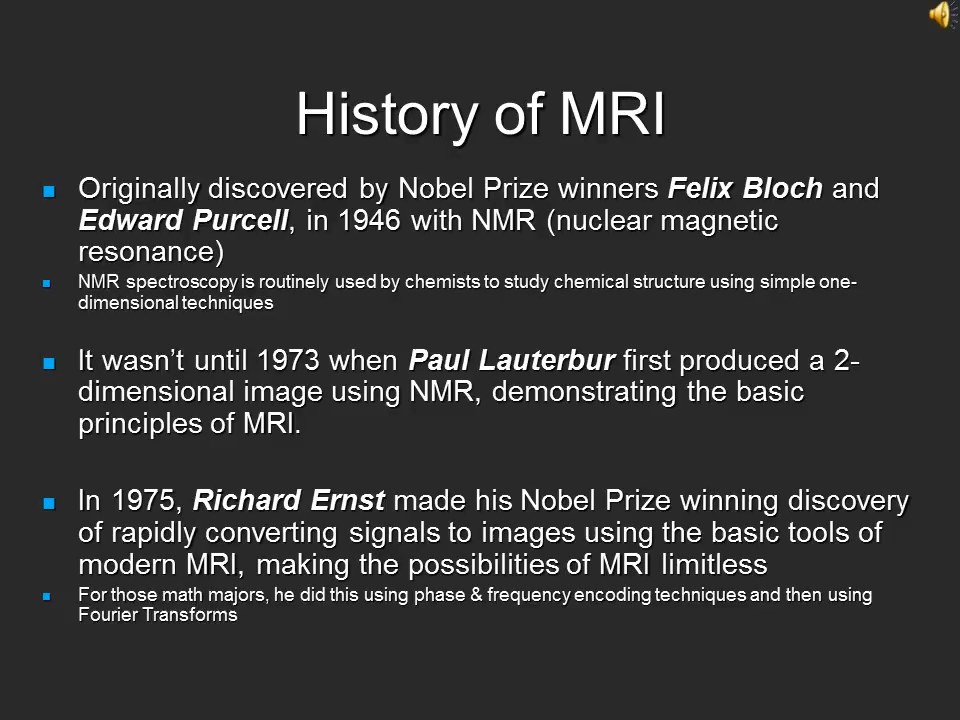 History of MRI
Originally discovered by Nobel Prize winners Felix Bloch and
Edward Purcell, in 1946 with NMR (nuclear magnetic
resonance)
NMR spectroscopy is routinely used by chemists to study chemical structure using simple one-
dimensional techniques
It wasn’t until 1973 when Paul Lauterbur first produced a 2-
dimensional image using NMR, demonstrating the basic
principles of MRI.
In 1975, Richard Ernst made his Nobel Prize winning discovery
of rapidly converting signals to images using the basic tools of
modern MRI, making the possibilities of MRI limitless
For those math majors, he did this using phase & frequency encoding techniques and then using
Fourier Transforms